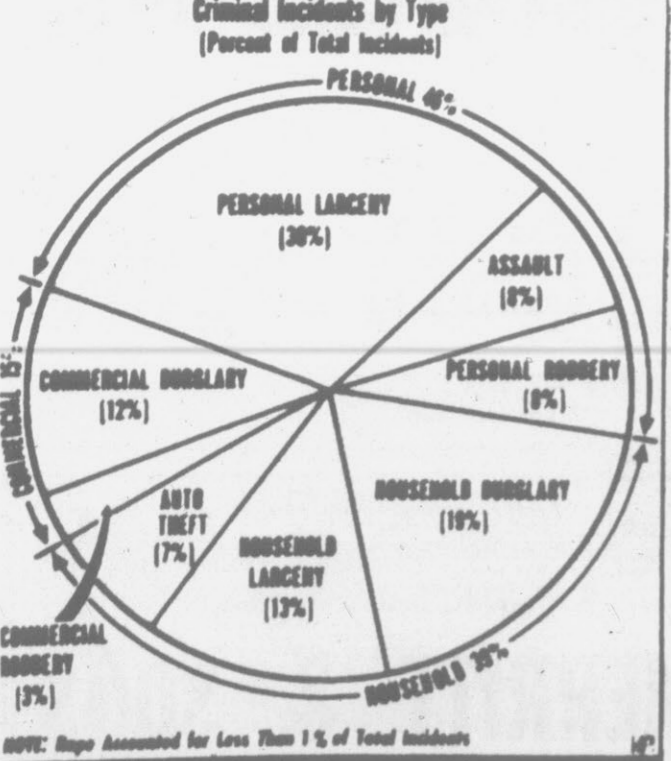 Criminal Incidents by Type
(Percent of Total Incidents)
PERSONAL 46%
PERSONAL LARCENY
(30%)
ASSAULT
(8%)
PERSONAL ROBBERY
(8%)
COMMERCIAL 15%
COMMERCIAL BURGLARY
(12%)
HOUSEHOLD BURGLARY
(19%)
AUTO
THEFT
(7%)
HOUSEHOLD
LARCENY
(13%)
COMMERCIAL
ROBBERY
(3%)
HOUSEHOLD 39%
NOTE: Rape Accounted for Less Than 1% of Total Incidents